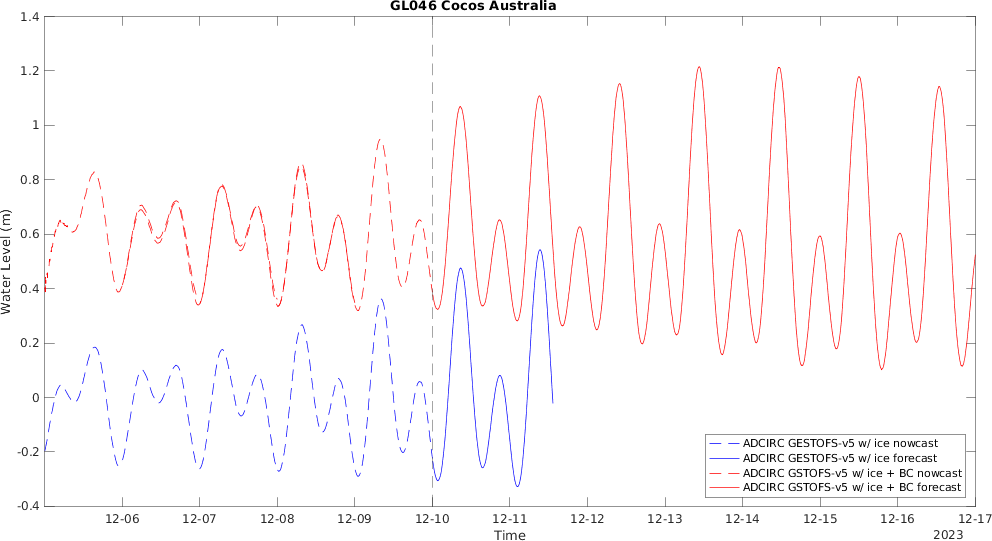 GL046 Cocos Australia
1.4
1.2
1
0.8
0.6
0.4
0.2
0
-0.2
-0.4
Water Level (m)
ADCIRC GESTOFS-v5 w/ ice nowcast
ADCIRC GESTOFS-v5 w/ ice forecast
ADCIRC GSTOFS-v5 w/ ice + BC nowcast
ADCIRC GSTOFS-v5 w/ ice + BC forecast
12-06 12-07 12-08 12-09 12-10 12-11 12-12 12-13 12-14 12-15 12-16 12-17
Time
2023